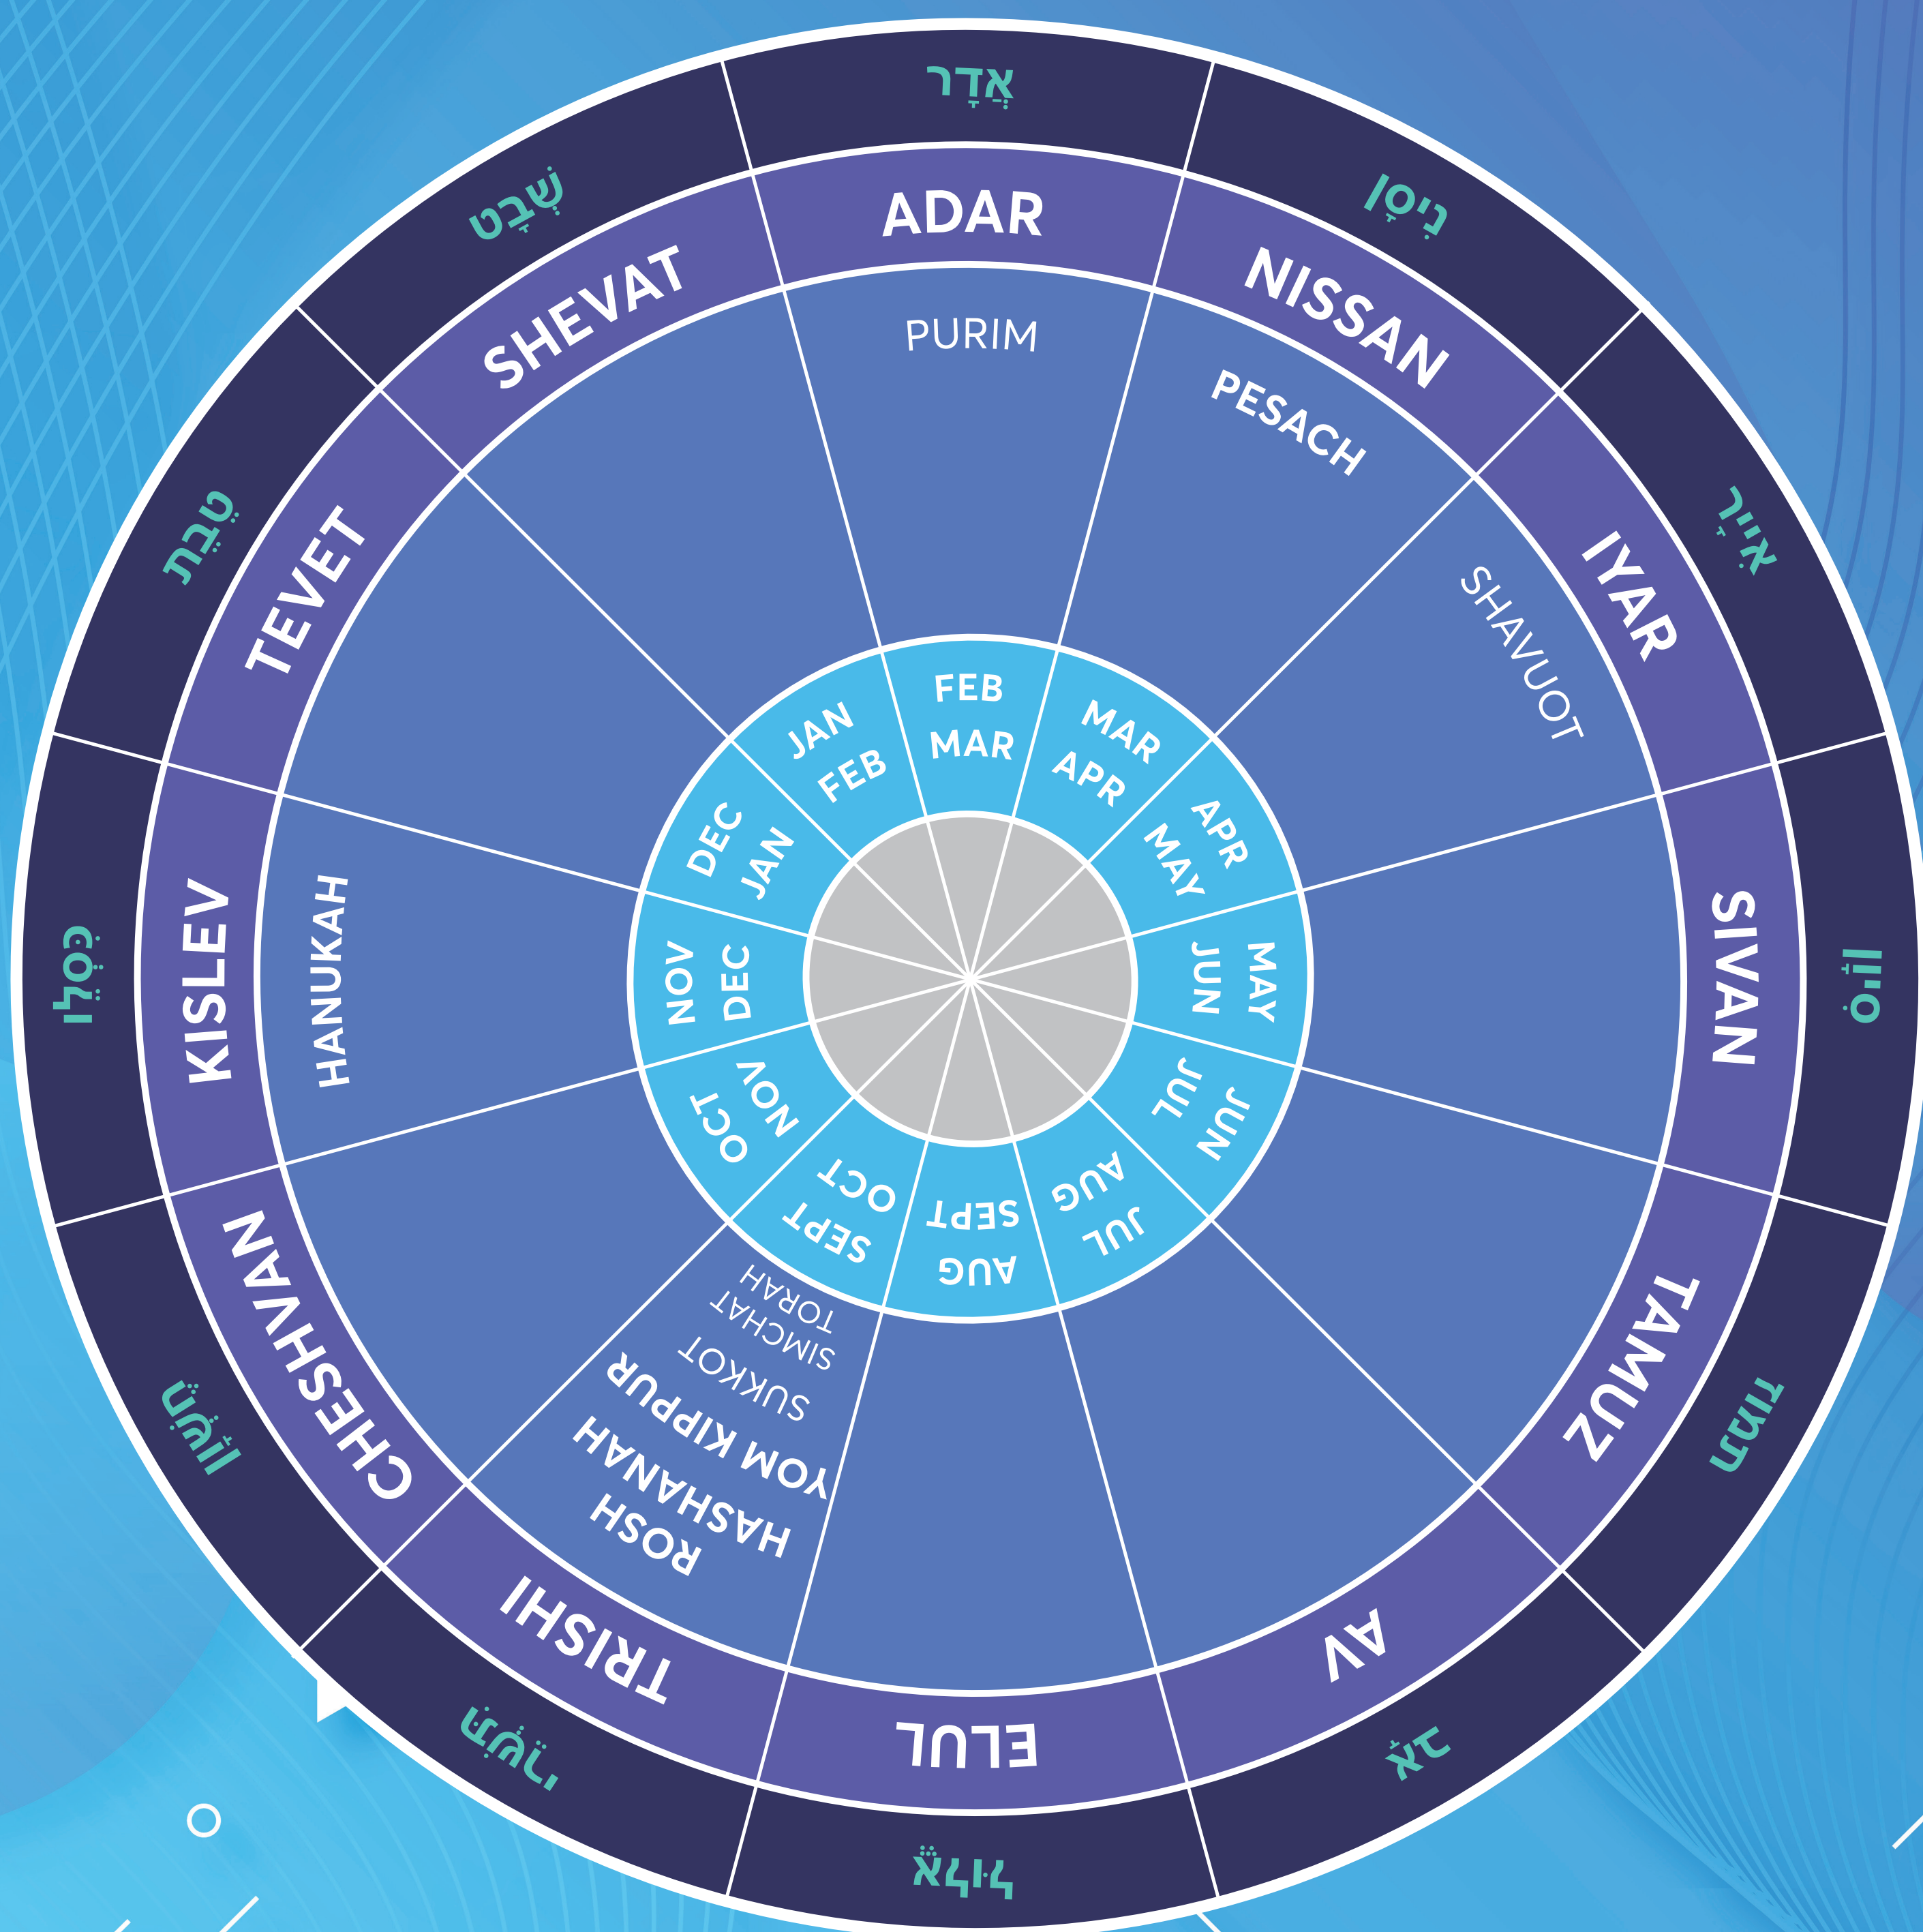 אֲדָר
ADAR
PURIM
FEB
MAR
נִיסָן
NISSAN
PESACH
MAR
APR
אִייָר
IYAR
SHAVUOT
APR
MAY
סִיוָן
SIVAN
MAY
JUN
תַּמּוּז
TAMUZ
JUN
JUL
אָב
AV
JUL
AUG
אֱלוּל
ELUL
AUG
SEPT
תִּשְׁרֵי
TRISHI
ROSH
HASHANAH
YOM KIPPUR
SUKKOT
SIMCHAT
TORAH
SEPT
OCT
חֶשְׁוָן
CHESHVAN
OCT
NOV
כִּסְלֵו
KISLEV
HANUKAH
NOV
DEC
טֵבֵת
TEVET
DEC
JAN
שְׁבָט
SHEVAT
JAN
FEB